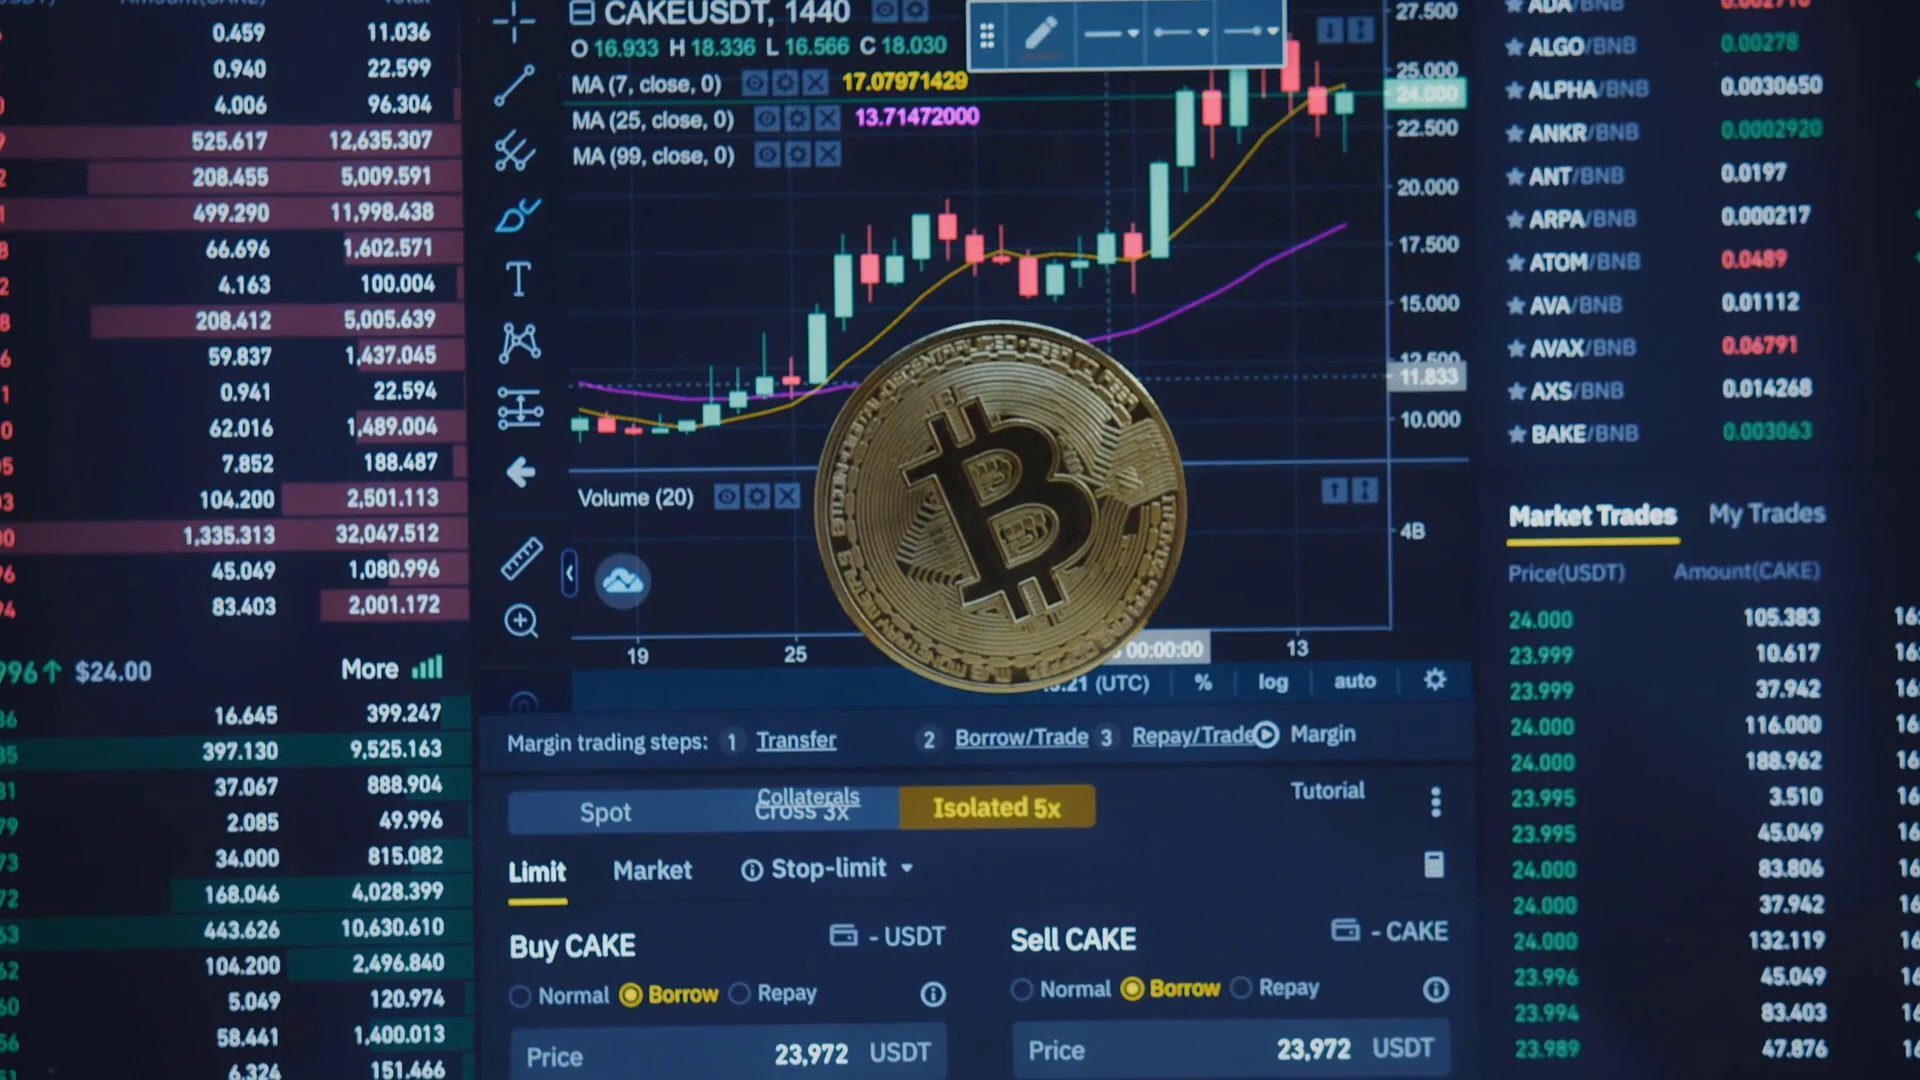 0.459 11.036
0.940 22.599
4.006 96.304
525.617 12,635.307
208.455 5,009.591
499.290 11,998.438
66.696 1,602.571
4.163 100.004
208.412 5,005.639
59.837 1,437.045
0.941 22.594
62.016 1,489.004
7.852 188.487
104.200 2,501.113
1,335.313 32,047.512
45.049 1,080.996
83.403 2,001.172
996↑ $24.00 More
16.645 399.247
397.130 9,525.163
37.067 888.904
2.085 49.996
34.000 815.082
168.046 4,028.399
443.626 10,630.610
104.200 2,496.840
5.049 120.974
58.441 1,400.013
6.324 151.466
CAKEUSDT, 1440
O 16.933 H 18.336 L 16.566 C 18.030
MA (7, close, 0) 17.07971429
MA (25, close, 0) 13.71472000
MA (99, close, 0)
27.500
25.000
24.000
22.500
20.000
17.500
15.000
12.500
11.833
10.000
Volume (20)
4B
19 25 00:00:00 13
:21 (UTC) % log auto
Margin trading steps: 1 Transfer 2 Borrow/Trade 3 Repay/Trade Margin
Tutorial
Spot Cross 3x Isolated 5x
Collaterals
Limit Market Stop-limit
Buy CAKE - USDT
Normal Borrow Repay
Price 23,972 USDT
Sell CAKE - CAKE
Normal Borrow Repay
Price 23,972 USDT
ADA/BNB
ALGO/BNB 0.00278
ALPHA/BNB 0.0030650
ANKR/BNB 0.0002920
ANT/BNB 0.0197
ARPA/BNB 0.000217
ATOM/BNB 0.0489
AVA/BNB 0.01112
AVAX/BNB 0.06791
AXS/BNB 0.014268
BAKE/BNB 0.003063
Market Trades My Trades
Price(USDT) Amount(CAKE)
24.000 105.383
23.999 10.617
23.999 37.942
24.000 116.000
24.000 188.962
23.995 3.510
23.995 45.049
24.000 83.806
24.000 37.942
24.000 132.119
23.996 45.049
23.994 83.403
23.989 47.876